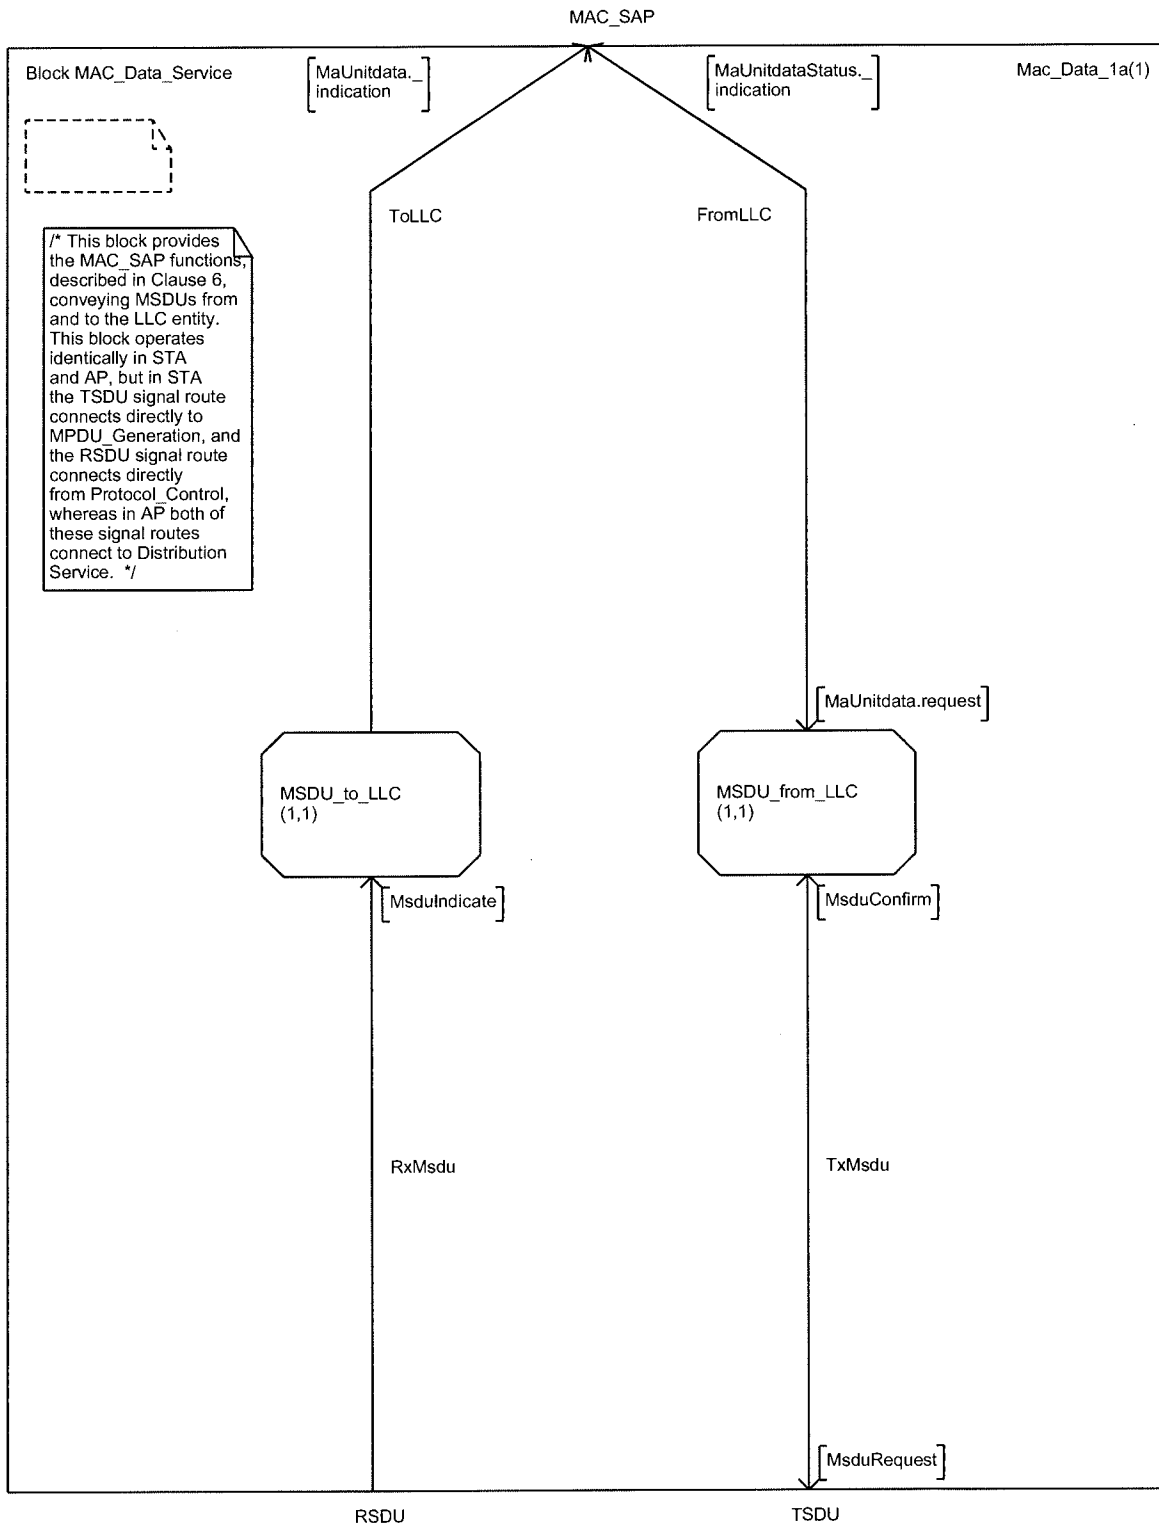 MAC_SAP
Block MAC_Data_Service
MaUnitdata._
indication
MaUnitdataStatus._
indication
Mac_Data_1a(1)
ToLLC
FromLLC
/* This block provides
the MAC_SAP functions,
described in Clause 6,
conveying MSDUs from
and to the LLC entity.
This block operates
identically in STA
and AP, but in STA
the TSDU signal route
connects directly to
MPDU_Generation, and
the RSDU signal route
connects directly
from Protocol_Control,
whereas in AP both of
these signal routes
connect to Distribution
Service.  */
MaUnitdata.request
MSDU_to_LLC
(1,1)
MSDU_from_LLC
(1,1)
MsduIndicate
MsduConfirm
RxMsdu
TxMsdu
MsduRequest
RSDU
TSDU